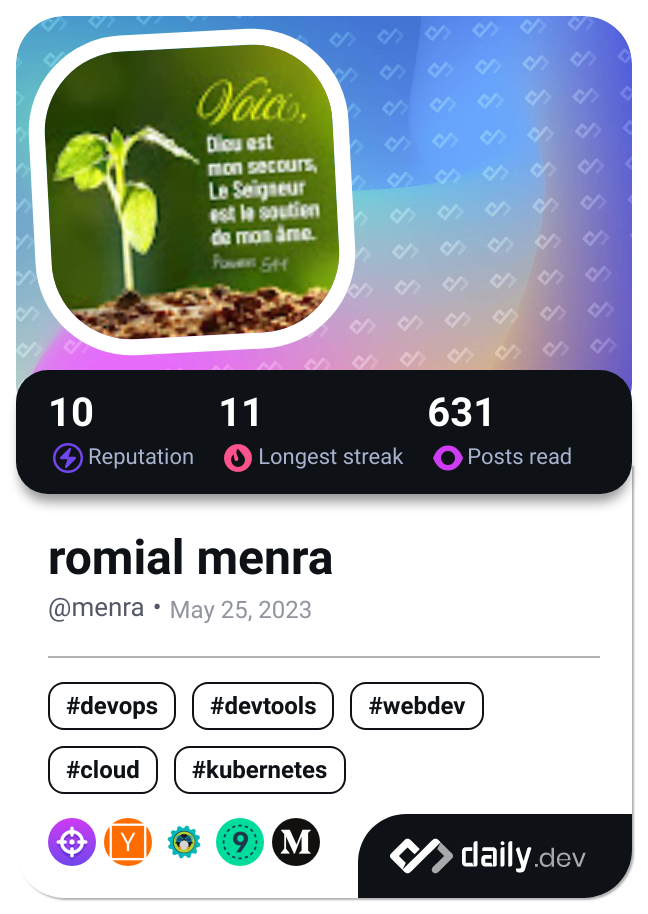 Voici,
Dieu est
mon secours,
Le Seigneur
est le soutien
de mon âme.
Psaumes 54:4
10 11 631
Reputation Longest streak Posts read
romial menra
@menra • May 25, 2023
#devops #devtools #webdev
#cloud #kubernetes
Y 9 M
daily.dev